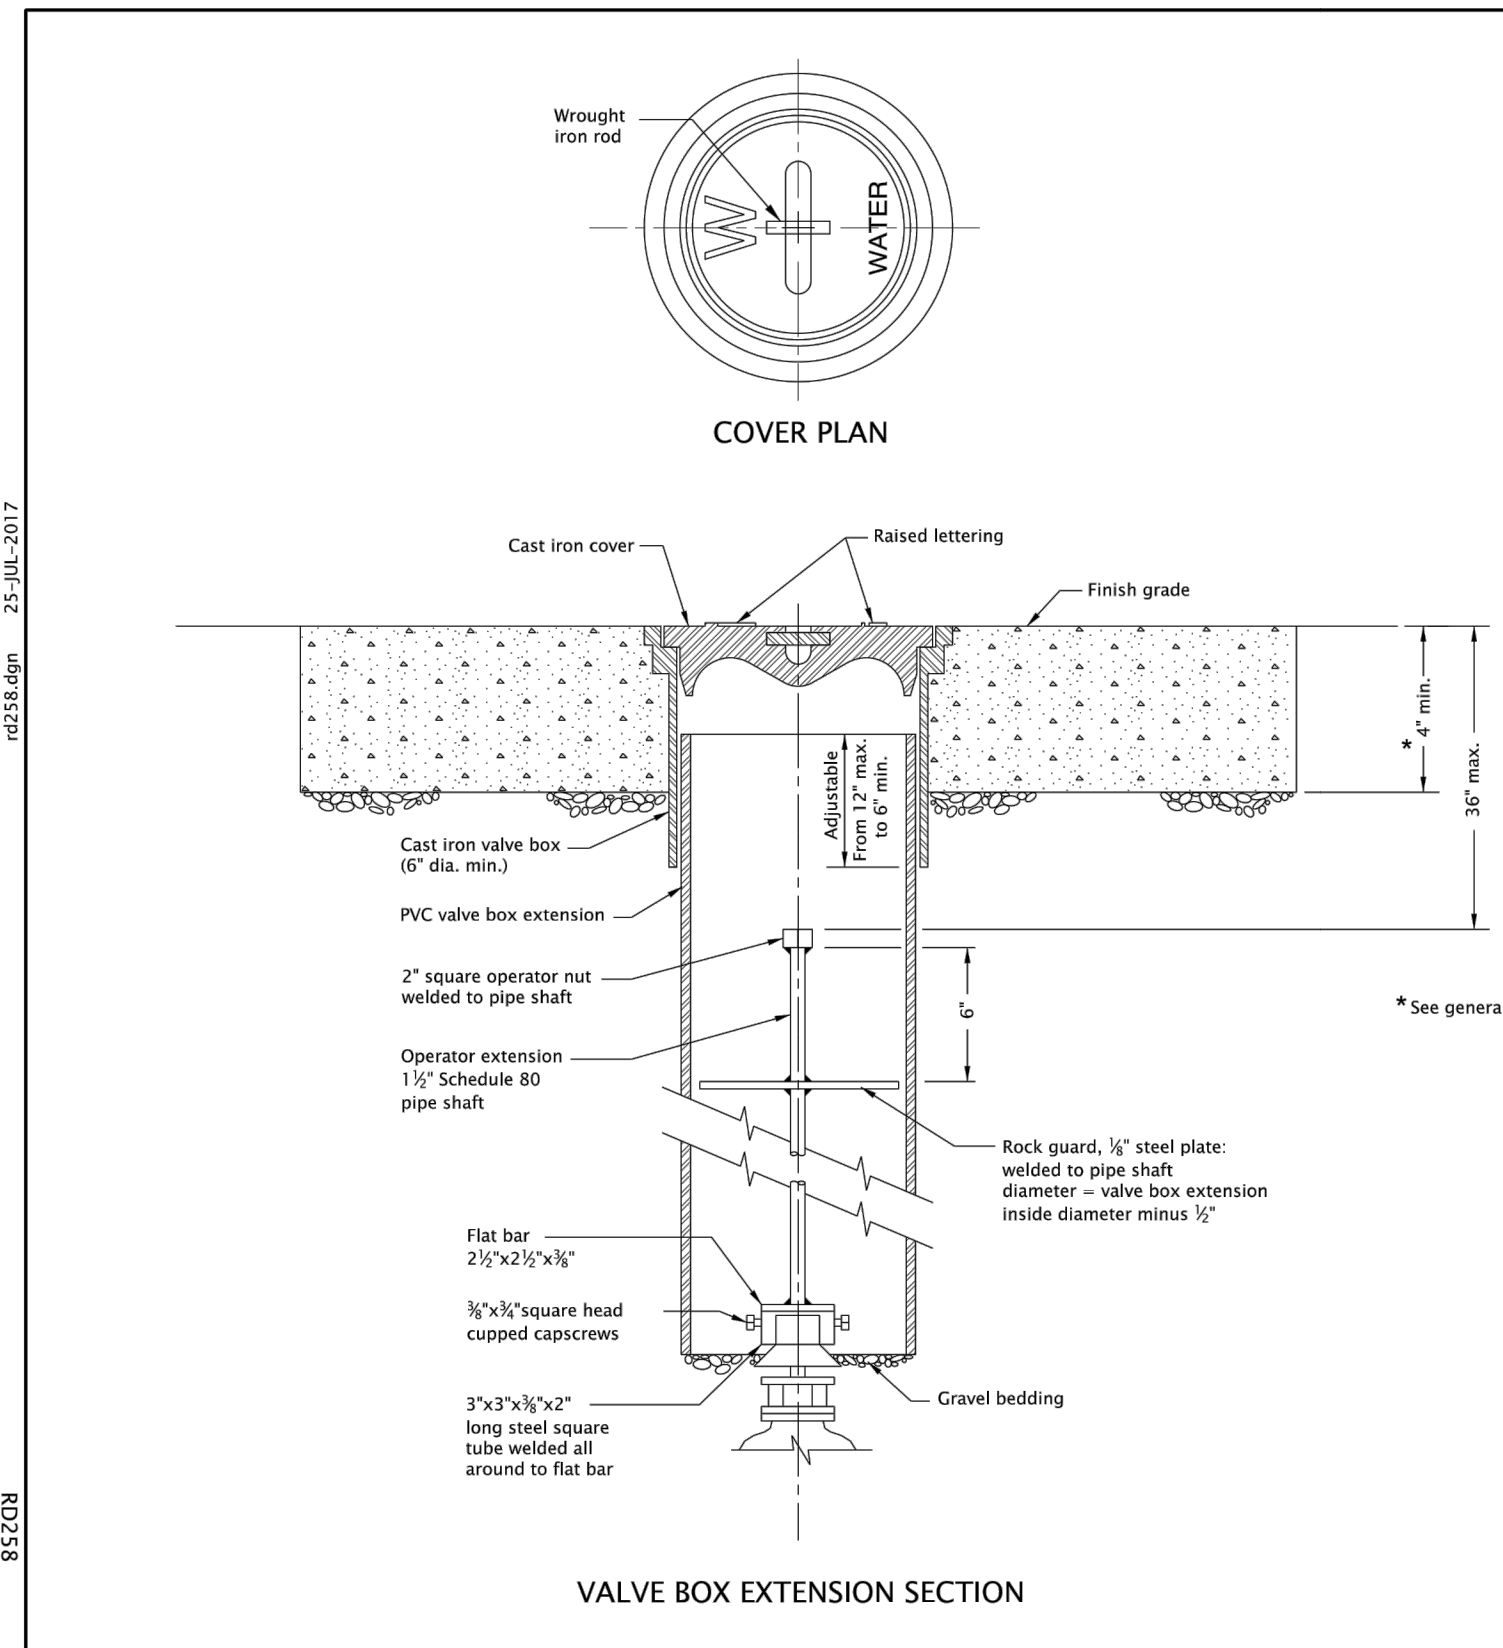 Wrought
iron rod
W
WATER
COVER PLAN
25-JUL-2017
rd258.dgn
Cast iron cover
Raised lettering
Finish grade
* 4" min.
36" max.
Adjustable
From 12" max.
to 6" min.
Cast iron valve box
(6" dia. min.)
PVC valve box extension
2" square operator nut
welded to pipe shaft
6"
* See genera
Operator extension
1½" Schedule 80
pipe shaft
Rock guard, ⅛" steel plate:
welded to pipe shaft
diameter = valve box extension
inside diameter minus ½"
Flat bar
2½"x2½"x⅜"
⅜"x¾"square head
cupped capscrews
3"x3"x⅜"x2"
long steel square
tube welded all
around to flat bar
Gravel bedding
RD258
VALVE BOX EXTENSION SECTION